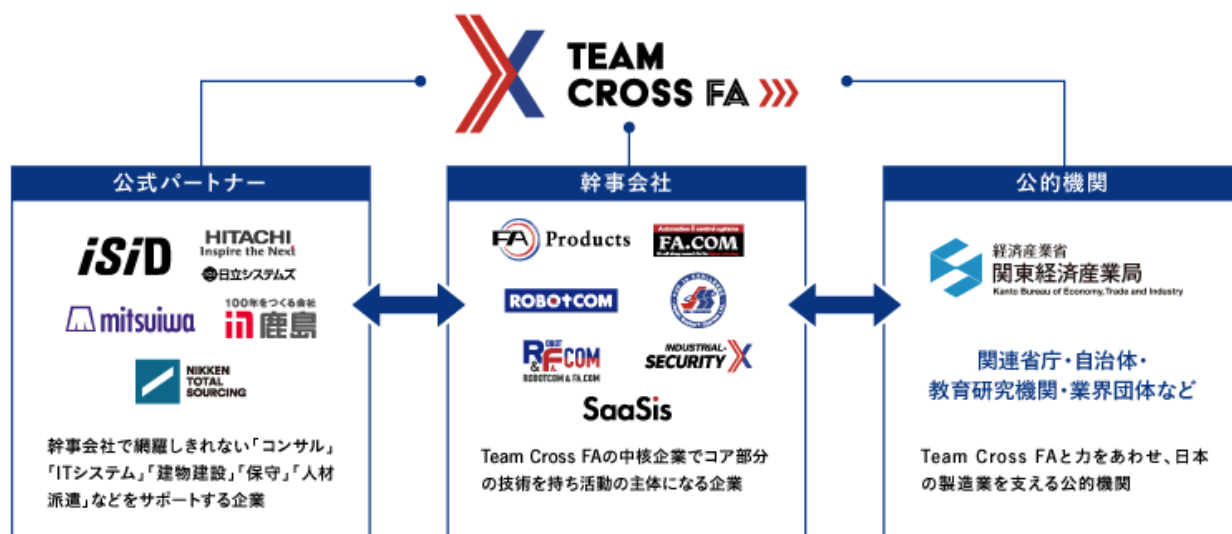 TEAM
CROSS FA
公式パートナー
iSiD
HITACHI
Inspire the Next
日立システムズ
mitsuiwa
100年をつくる会社
鹿島
NIKKEN
TOTAL
SOURCING
幹事会社で網羅しきれない「コンサル」
「ITシステム」「建物建設」「保守」「人材
派遣」などをサポートする企業
幹事会社
FA Products
Automation & control systems
FA.COM
ROBOTCOM
R&F ROBOT FA COM
ROBOTCOM & FA.COM
INDUSTRIAL-
SECURITY X
SaaSis
Team Cross FAの中核企業でコア部分
の技術を持ち活動の主体になる企業
公的機関
経済産業省
関東経済産業局
Kanto Bureau of Economy, Trade and Industry
関連省庁・自治体・
教育研究機関・業界団体など
Team Cross FAと力をあわせ、日本
の製造業を支える公的機関